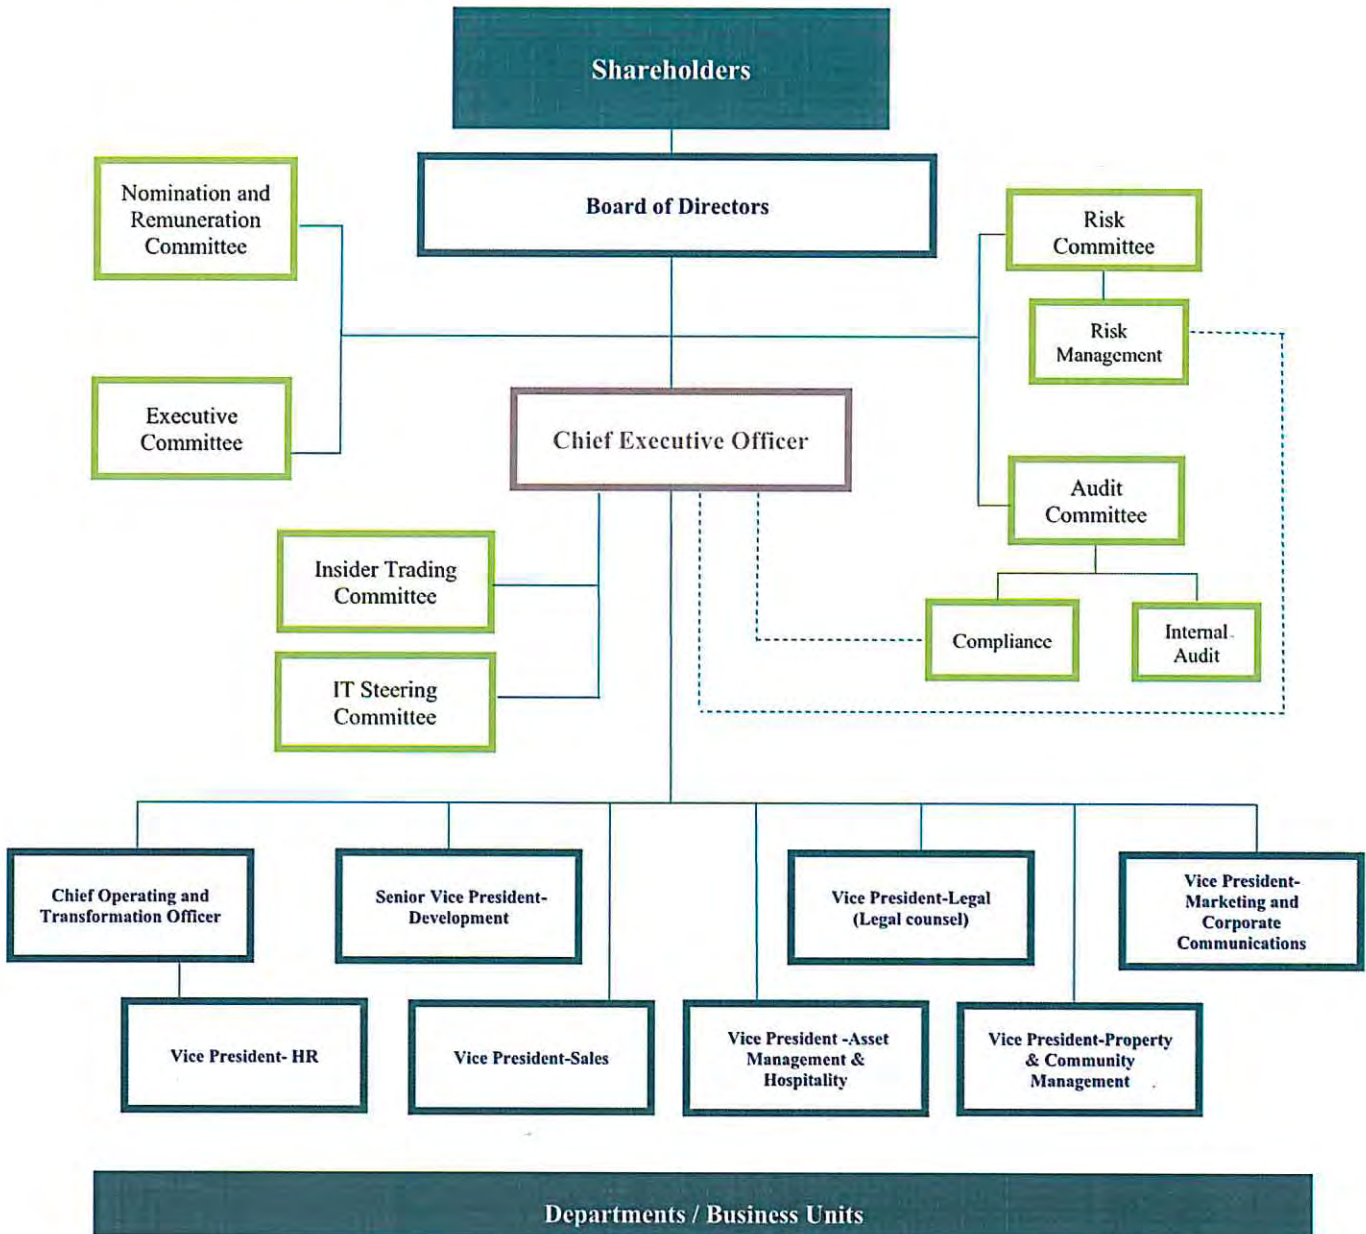 Shareholders
Board of Directors
Nomination and
Remuneration
Committee
Risk
Committee
Risk
Management
Executive
Committee
Chief Executive Officer
Audit
Committee
Insider Trading
Committee
Compliance
Internal
Audit
IT Steering
Committee
Chief Operating and
Transformation Officer
Senior Vice President-
Development
Vice President-Legal
(Legal counsel)
Vice President-
Marketing and
Corporate
Communications
Vice President- HR
Vice President-Sales
Vice President -Asset
Management &
Hospitality
Vice President-Property
& Community
Management
Departments / Business Units